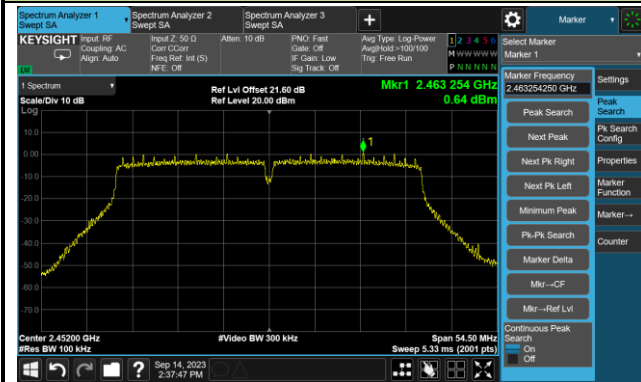 Spectrum Analyzer 1
Swept SA
Spectrum Analyzer 2
Swept SA
Spectrum Analyzer 3
Swept SA
+
Marker
KEYSIGHT
Input: RF
Coupling: AC
Align: Auto
Input Z: 50 Ω
Corr CCorr
Freq Ref: Int (S)
NFE: Off
Atten: 10 dB
PNO: Fast
Gate: Off
IF Gain: Low
Sig Track: Off
Avg Type: Log-Power
Avg|Hold:>100/100
Trig: Free Run
1 2 3 4 5 6
M W W W W W
P N N N N N
Select Marker
Marker 1
LW
1 Spectrum
Scale/Div 10 dB
Log
Ref Lvl Offset 21.60 dB
Ref Level 20.00 dBm
Mkr1 2.463 254 GHz
0.64 dBm
10.0
0.00
-10.0
-20.0
-30.0
-40.0
-50.0
-60.0
-70.0
1
Center 2.45200 GHz
#Res BW 100 kHz
#Video BW 300 kHz
Span 54.50 MHz
Sweep 5.33 ms (2001 pts)
Marker Frequency
2.463254250 GHz
Peak Search
Next Peak
Next Pk Right
Next Pk Left
Minimum Peak
Pk-Pk Search
Marker Delta
Mkr→CF
Mkr→Ref Lvl
Continuous Peak
Search
On
Off
Settings
Peak
Search
Pk Search
Config
Properties
Marker
Function
Marker→
Counter
?
Sep 14, 2023
2:37:47 PM